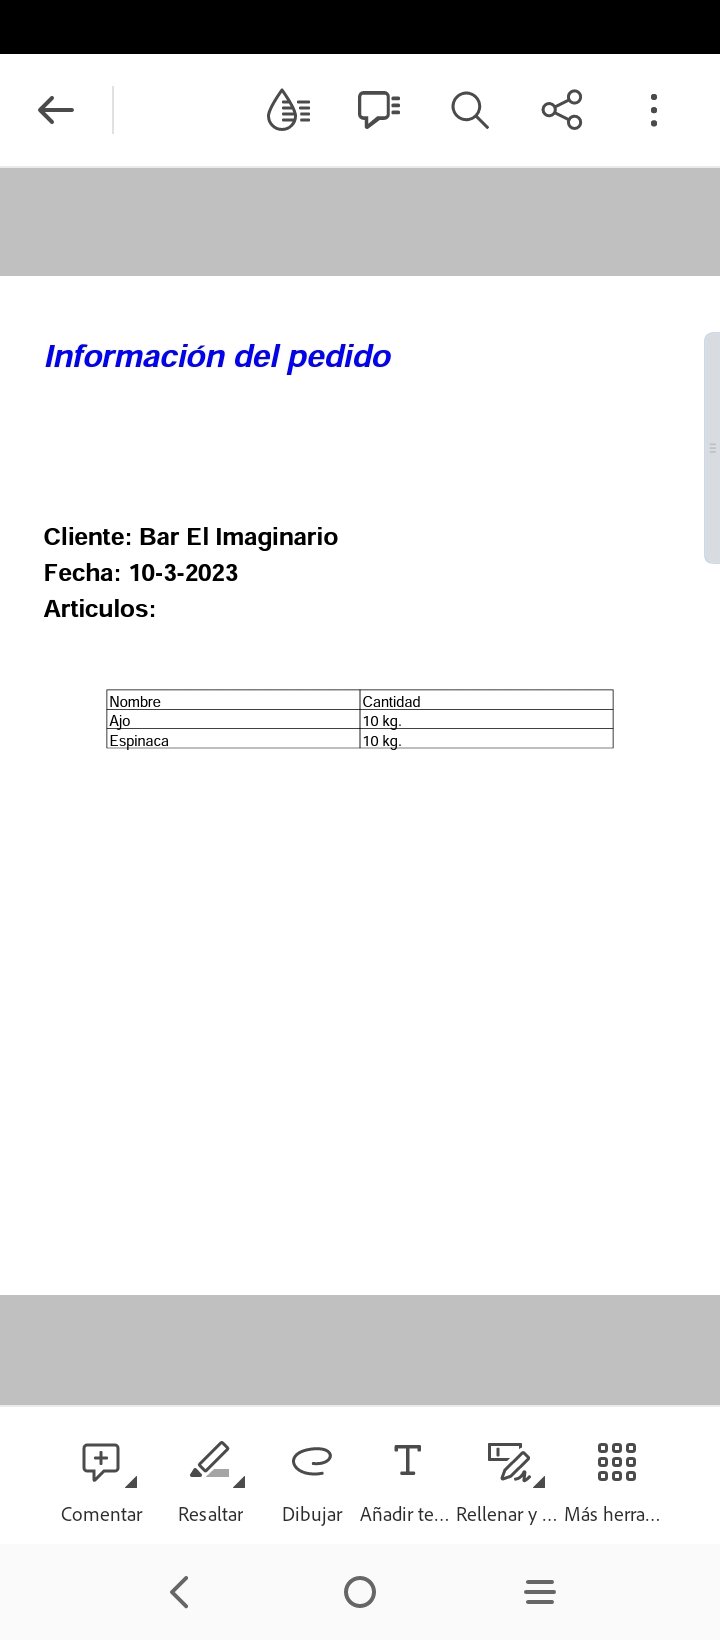 Información del pedido
Cliente: Bar El Imaginario
Fecha: 10-3-2023
Articulos:
Nombre Cantidad
Ajo 10 kg.
Espinaca 10 kg.
Comentar Resaltar Dibujar Añadir te... Rellenar y ... Más herra...